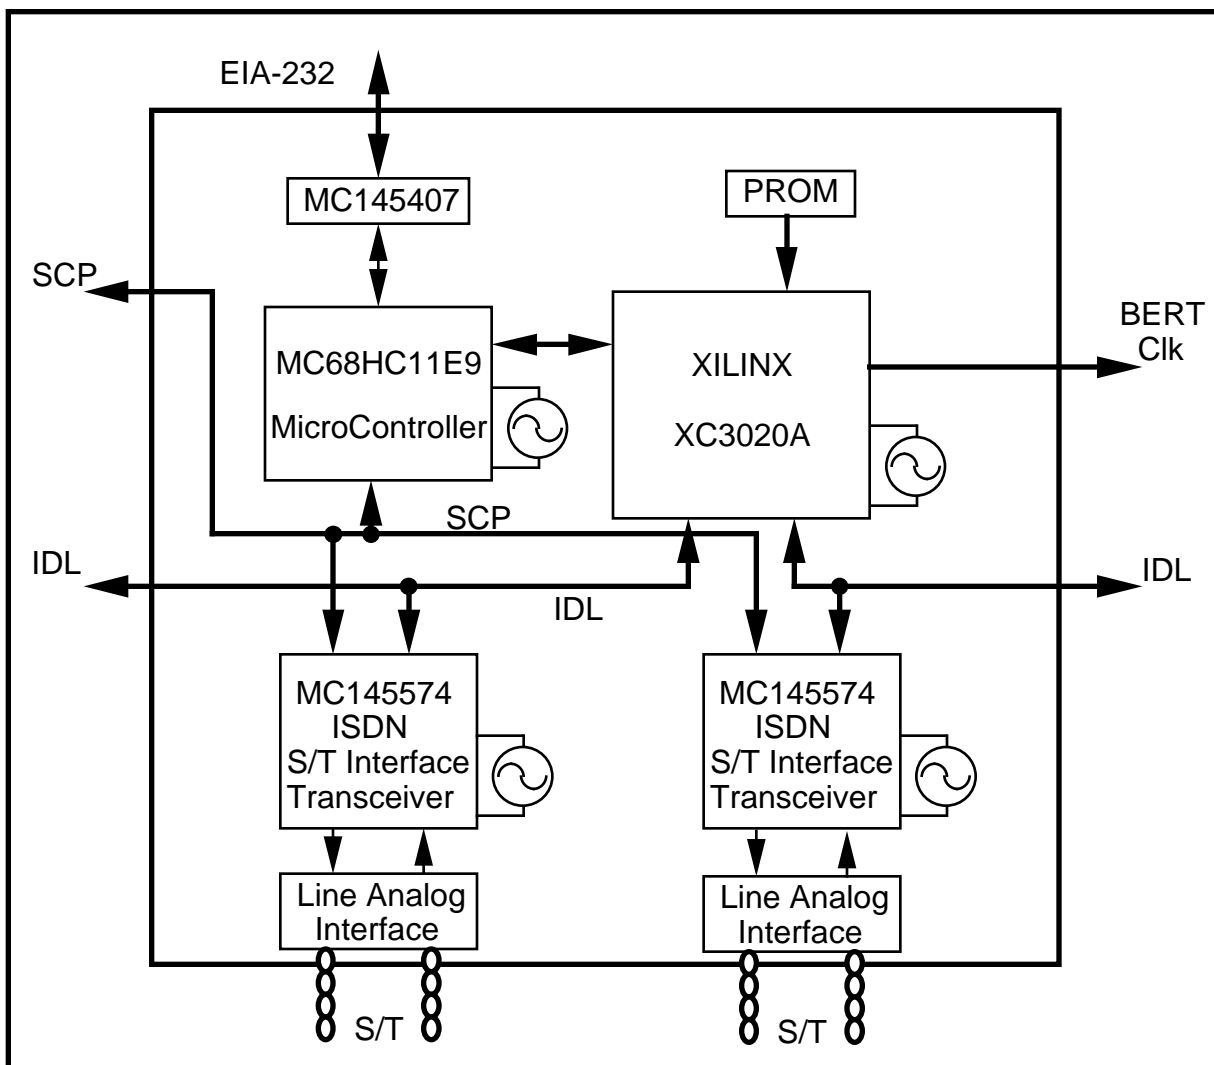 EIA-232
MC145407
PROM
SCP
MC68HC11E9
MicroController
XILINX
XC3020A
BERT
Clk
SCP
IDL
IDL
IDL
MC145574
ISDN
S/T Interface
Transceiver
MC145574
ISDN
S/T Interface
Transceiver
Line Analog
Interface
Line Analog
Interface
S/T
S/T